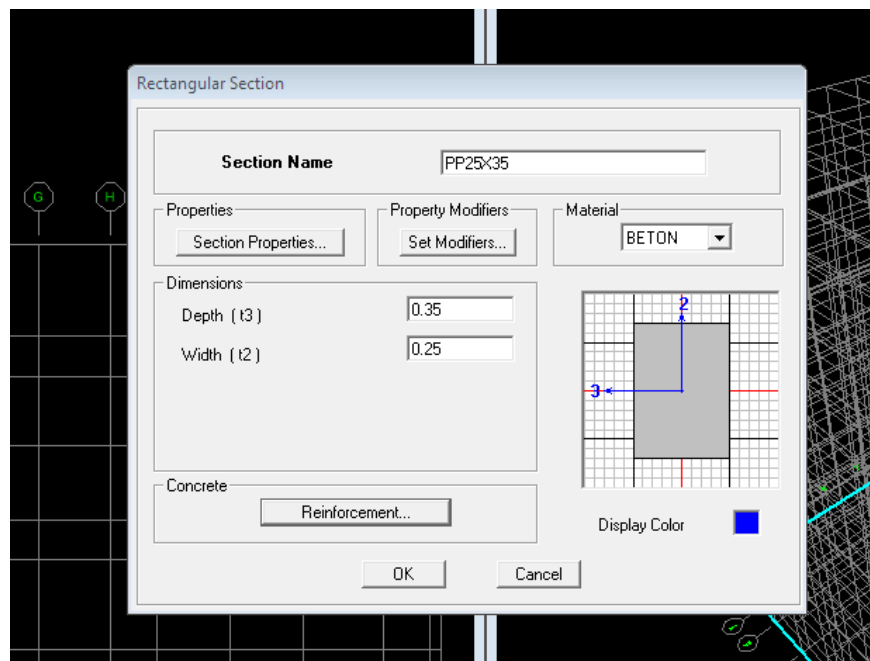 Rectangular Section
Section Name PP25X35
G H
Properties Property Modifiers Material
Section Properties... Set Modifiers... BETON
Dimensions
Depth ( t3 ) 0.35
Width ( t2 ) 0.25
2
3
Concrete
Reinforcement...
Display Color
OK Cancel